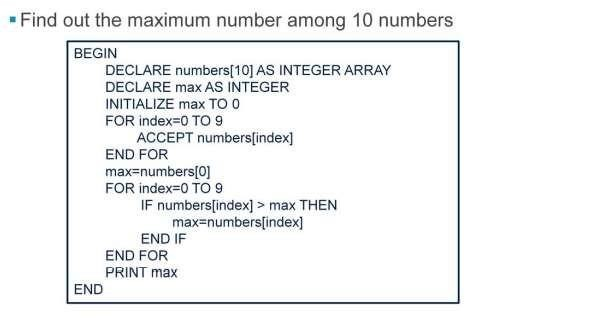 ▪ Find out the maximum number among 10 numbers
BEGIN
DECLARE numbers[10] AS INTEGER ARRAY
DECLARE max AS INTEGER
INITIALIZE max TO 0
FOR index=0 TO 9
ACCEPT numbers[index]
END FOR
max=numbers[0]
FOR index=0 TO 9
IF numbers[index] > max THEN
max=numbers[index]
END IF
END FOR
PRINT max
END